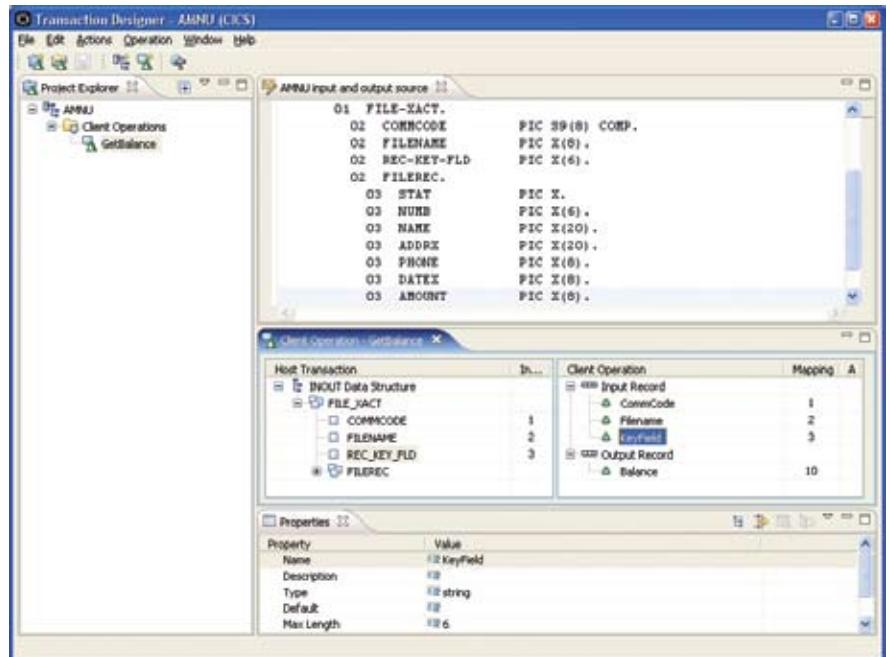 Transaction Designer - AMNU (CICS)
File Edit Actions Operation Window Help
Project Explorer
AMNU
Client Operations
GetBalance
AMNU input and output source
01 FILE-XACT.
02 COMMCODE PIC S9(8) COMP.
02 FILENAME PIC X(8).
02 REC-KEY-FLD PIC X(6).
02 FILEREC.
03 STAT PIC X.
03 NUMB PIC X(6).
03 NAME PIC X(20).
03 ADDRX PIC X(20).
03 PHONE PIC X(8).
03 DATEX PIC X(8).
03 AMOUNT PIC X(8).
Client Operation - GetBalance
Host Transaction In...
INOUT Data Structure
FILE_XACT
COMMCODE 1
FILENAME 2
REC_KEY_FLD 3
FILEREC
Client Operation Mapping A
Input Record
CommCode 1
Filename 2
KeyField 3
Output Record
Balance 10
Properties
Property Value
Name KeyField
Description
Type string
Default
Max Length 6